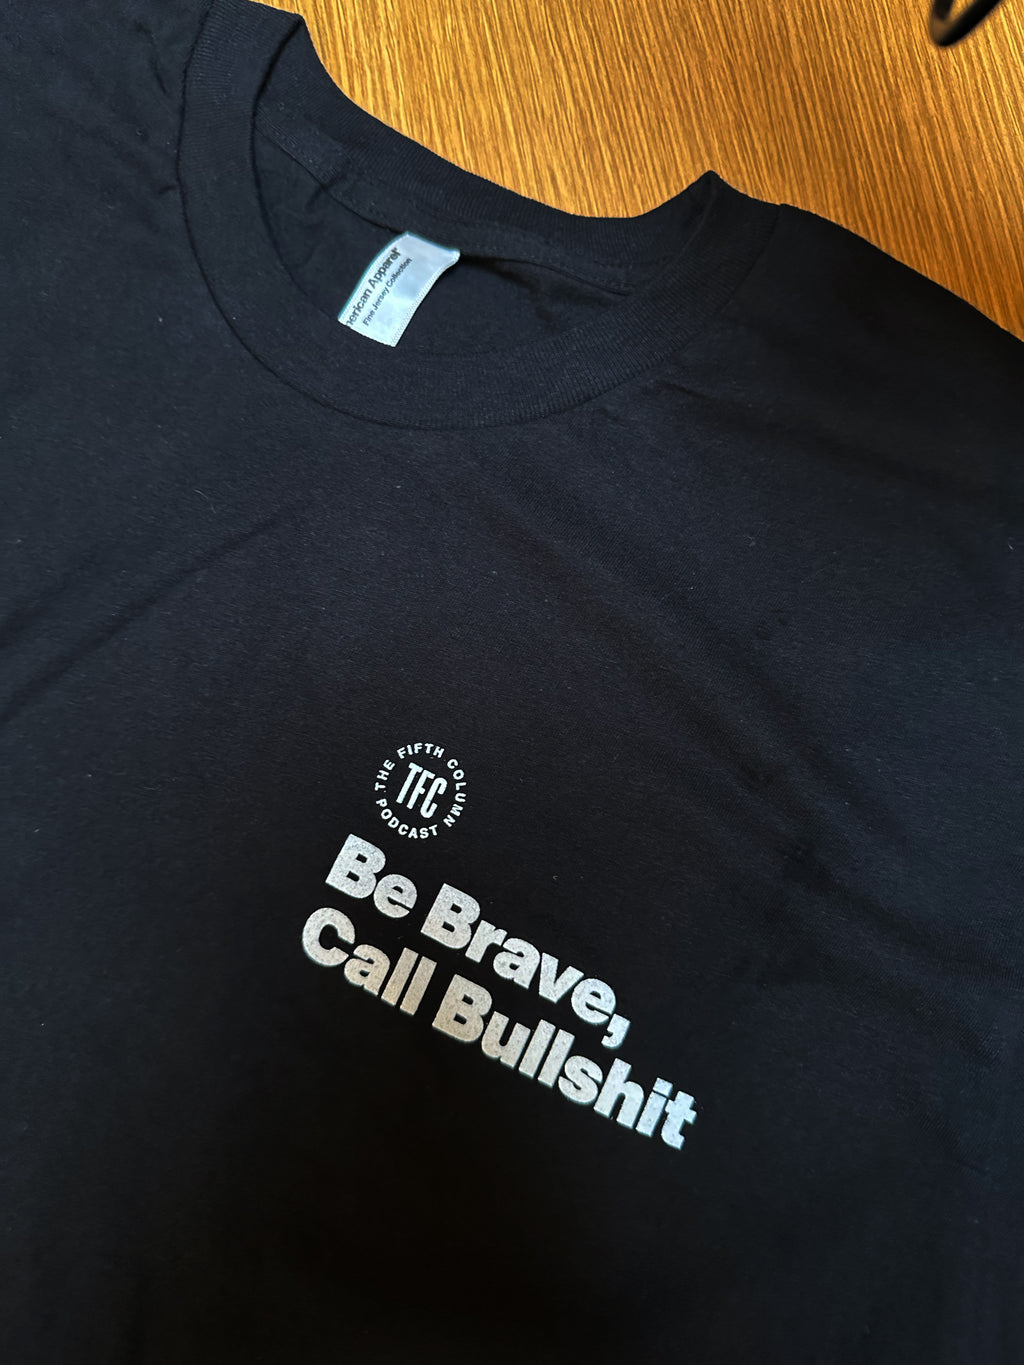 American Apparel
Fine Jersey Collection
THE FIFTH COLUMN
TFC
PODCAST
Be Brave,
Call Bullshit